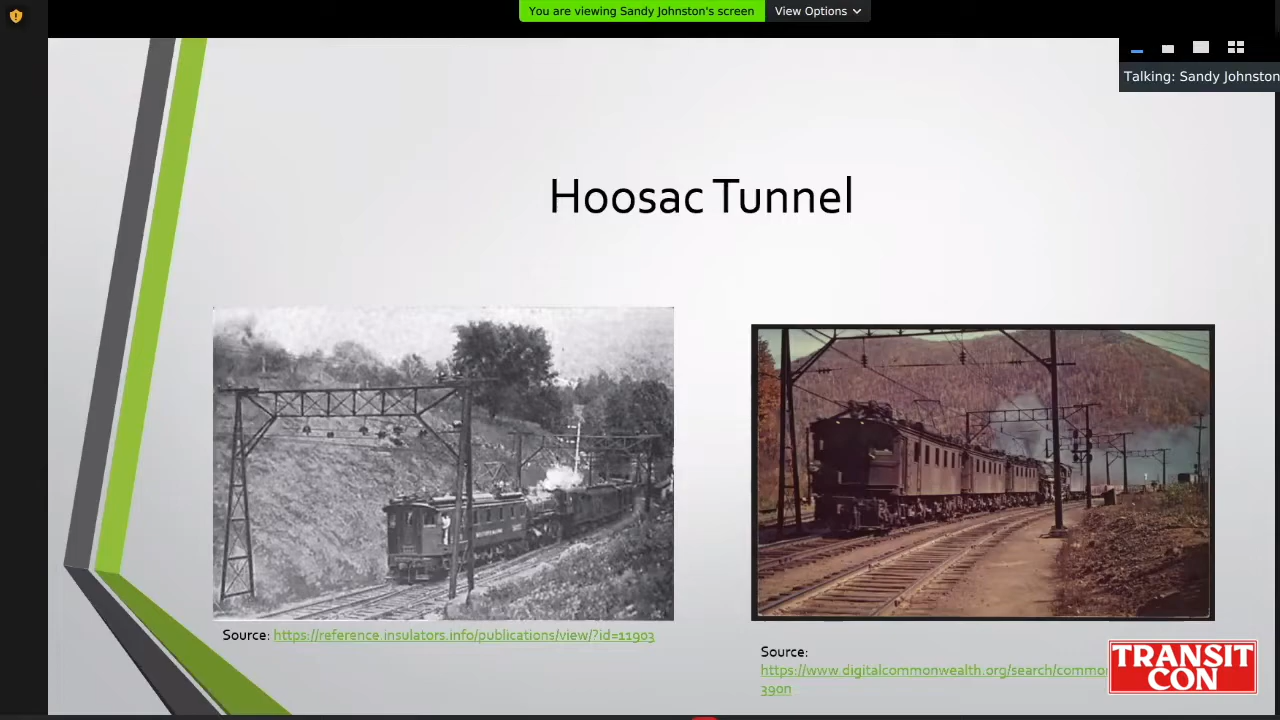 You are viewing Sandy Johnston's screen View Options
Talking: Sandy Johnston
Hoosac Tunnel
Source: https://reference.insulators.info/publications/view/?id=11903
Source:
https://www.digitalcommonwealth.org/search/commo
390n
TRANSIT
CON